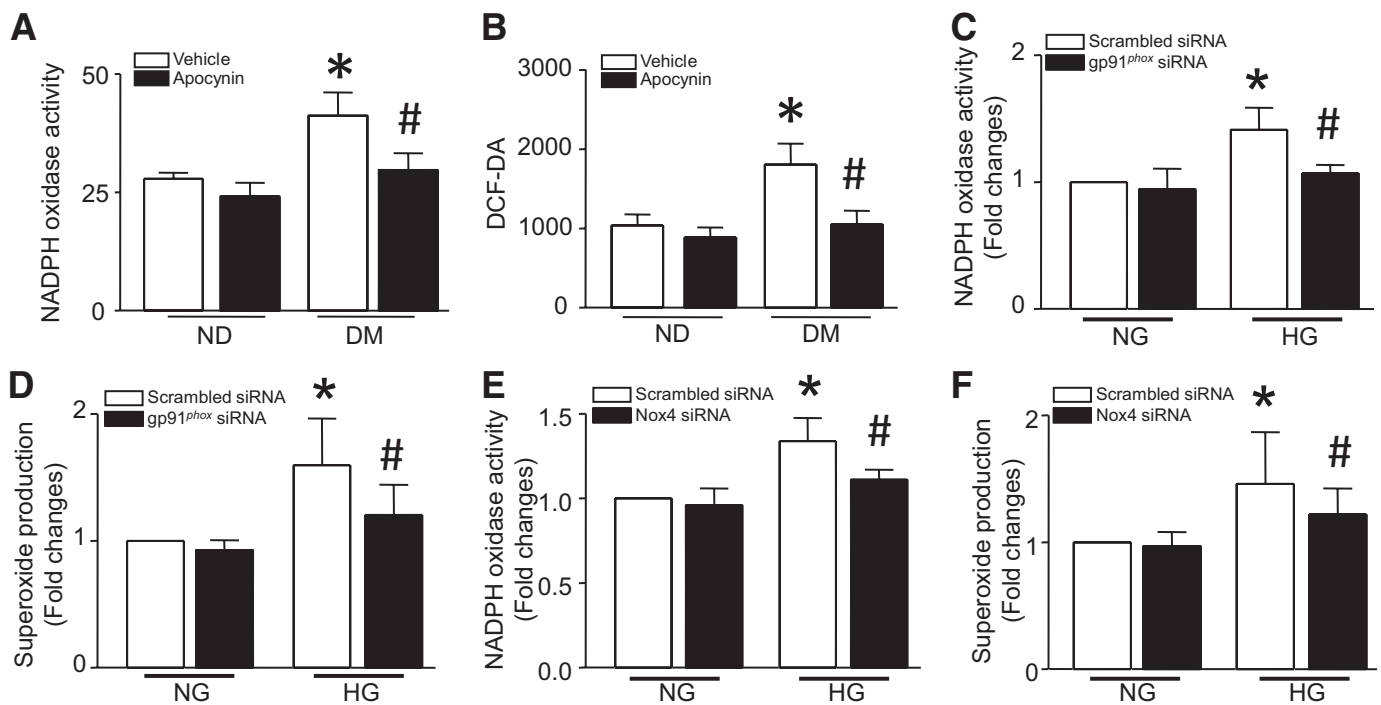 A
Vehicle
Apocynin
NADPH oxidase activity
50
25
0
*
#
ND
DM
B
Vehicle
Apocynin
DCF-DA
3000
2000
1000
0
*
#
ND
DM
C
Scrambled siRNA
gp91phox siRNA
NADPH oxidase activity
(Fold changes)
2
1
0
*
#
NG
HG
D
Scrambled siRNA
gp91phox siRNA
Superoxide production
(Fold changes)
2
1
0
*
#
NG
HG
E
Scrambled siRNA
Nox4 siRNA
NADPH oxidase activity
(Fold changes)
1.5
1.0
0.5
0.0
*
#
NG
HG
F
Scrambled siRNA
Nox4 siRNA
Superoxide production
(Fold changes)
2
1
0
*
#
NG
HG